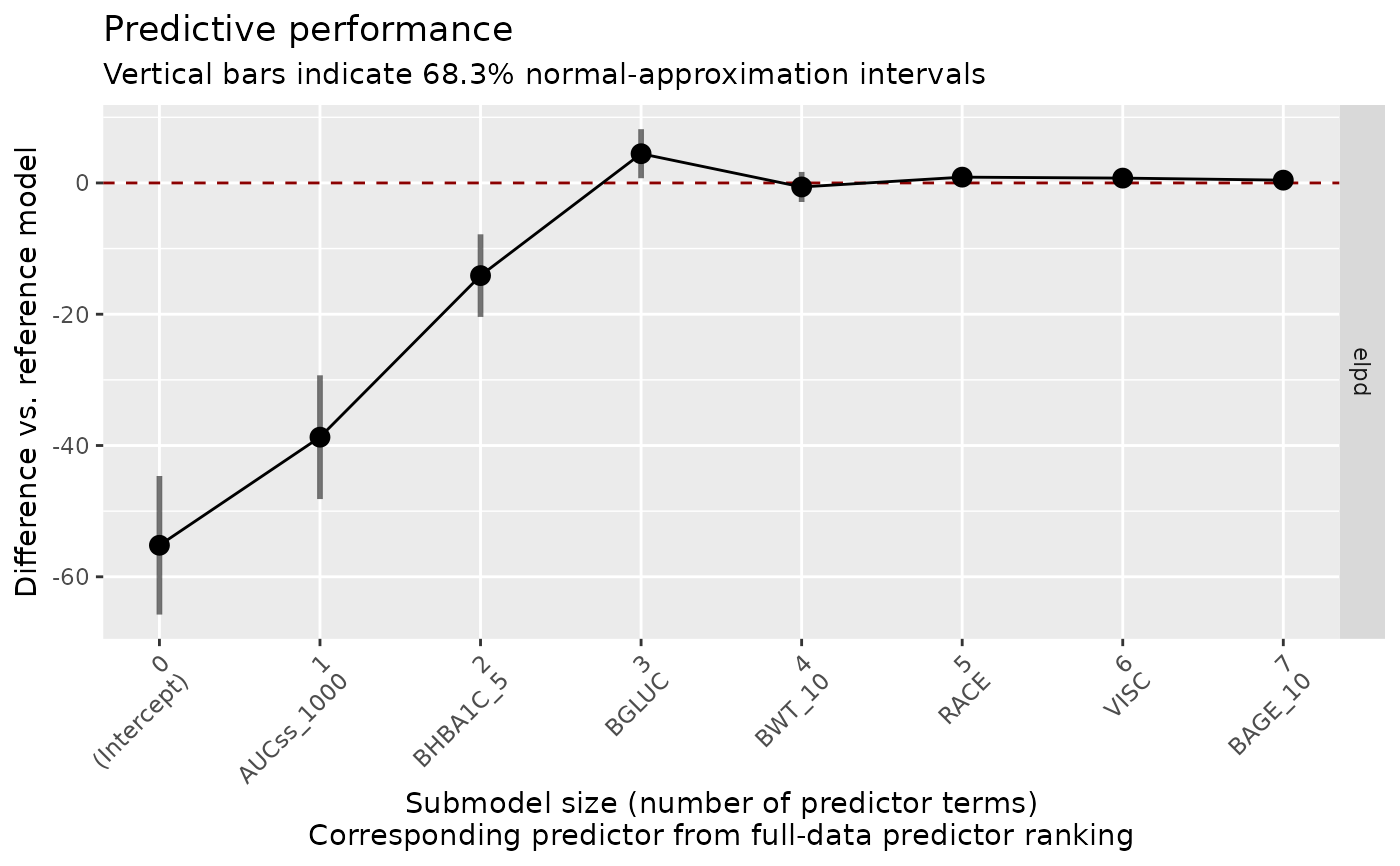 Predictive performance
Vertical bars indicate 68.3% normal-approximation intervals
Difference vs. reference model
0
-20
-40
-60
elpd
0
(Intercept)
1
AUCss_1000
2
BHBA1C_5
3
BGLUC
4
BWT_10
5
RACE
6
VISC
7
BAGE_10
Submodel size (number of predictor terms)
Corresponding predictor from full-data predictor ranking